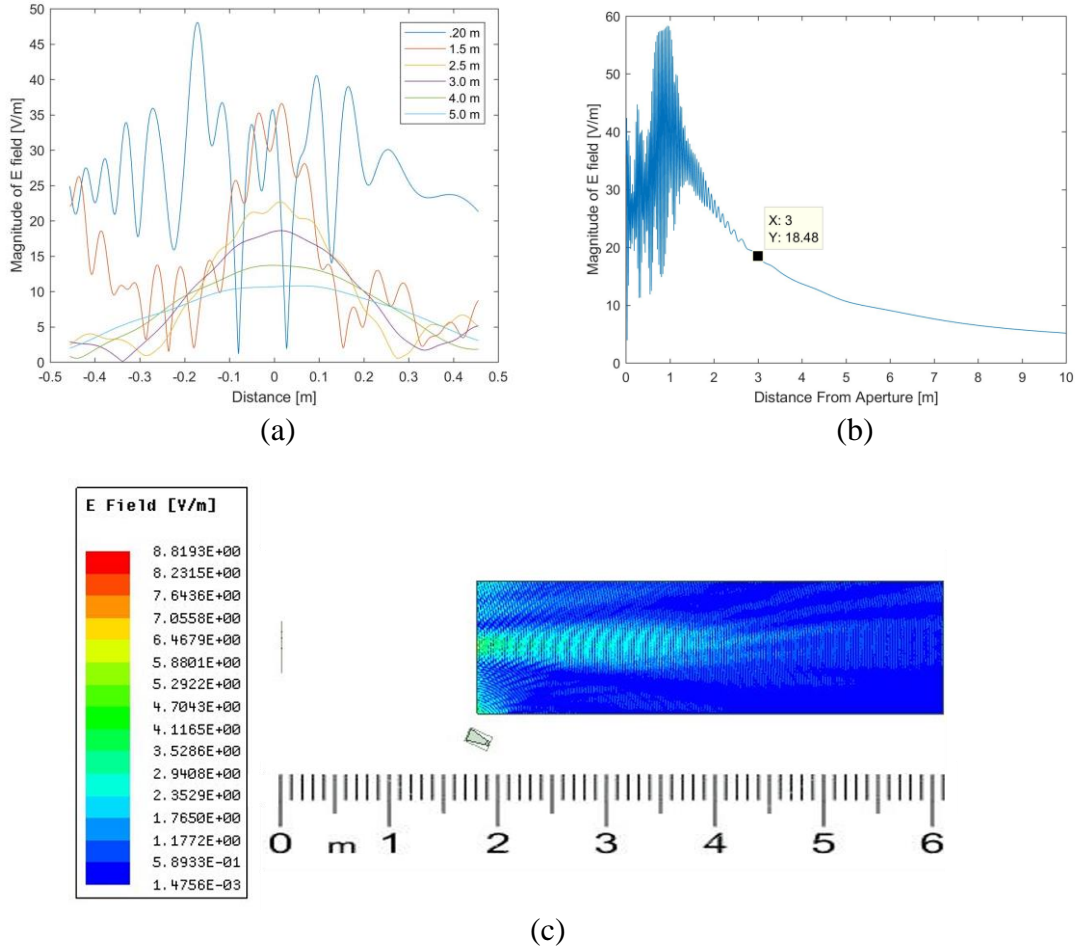 50
45
40
35
30
25
20
15
10
5
0
Magnitude of E field [V/m]
-0.5 -0.4 -0.3 -0.2 -0.1 0 0.1 0.2 0.3 0.4 0.5
Distance [m]
.20 m
1.5 m
2.5 m
3.0 m
4.0 m
5.0 m
(a)
60
50
40
30
20
10
0
Magnitude of E field [V/m]
X: 3
Y: 18.48
0 1 2 3 4 5 6 7 8 9 10
Distance From Aperture [m]
(b)
E Field [V/m]
8.8193E+00
8.2315E+00
7.6436E+00
7.0558E+00
6.4679E+00
5.8801E+00
5.2922E+00
4.7043E+00
4.1165E+00
3.5286E+00
2.9408E+00
2.3529E+00
1.7650E+00
1.1772E+00
5.8933E-01
1.4756E-03
0 m 1 2 3 4 5 6
(c)